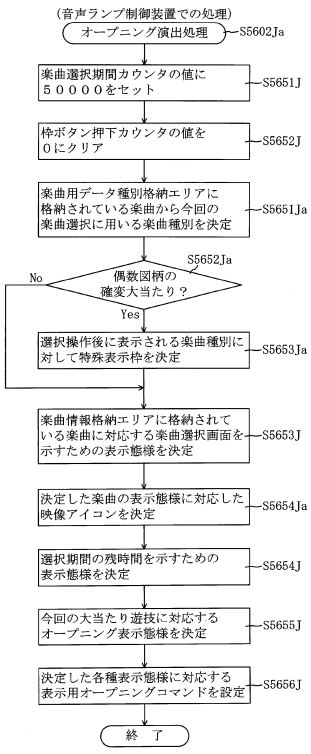 (音声ランプ制御装置での処理)
オープニング演出処理
S5602Ja
楽曲選択期間カウンタの値に
50000をセット
S5651J
枠ボタン押下カウンタの値を
0にクリア
S5652J
楽曲用データ種別格納エリアに
格納されている楽曲から今回の
楽曲選択に用いる楽曲種別を決定
S5651Ja
S5652Ja
偶数図柄の
確変大当たり?
No
Yes
選択操作後に表示される楽曲種別に
対して特殊表示枠を決定
S5653Ja
楽曲情報格納エリアに格納されて
いる楽曲に対応する楽曲選択画面を
示すための表示態様を決定
S5653J
決定した楽曲の表示態様に対応した
映像アイコンを決定
S5654Ja
選択期間の残時間を示すための
表示態様を決定
S5654J
今回の大当たり遊技に対応する
オープニング表示態様を決定
S5655J
決定した各種表示態様に対応する
表示用オープニングコマンドを設定
S5656J
終 了